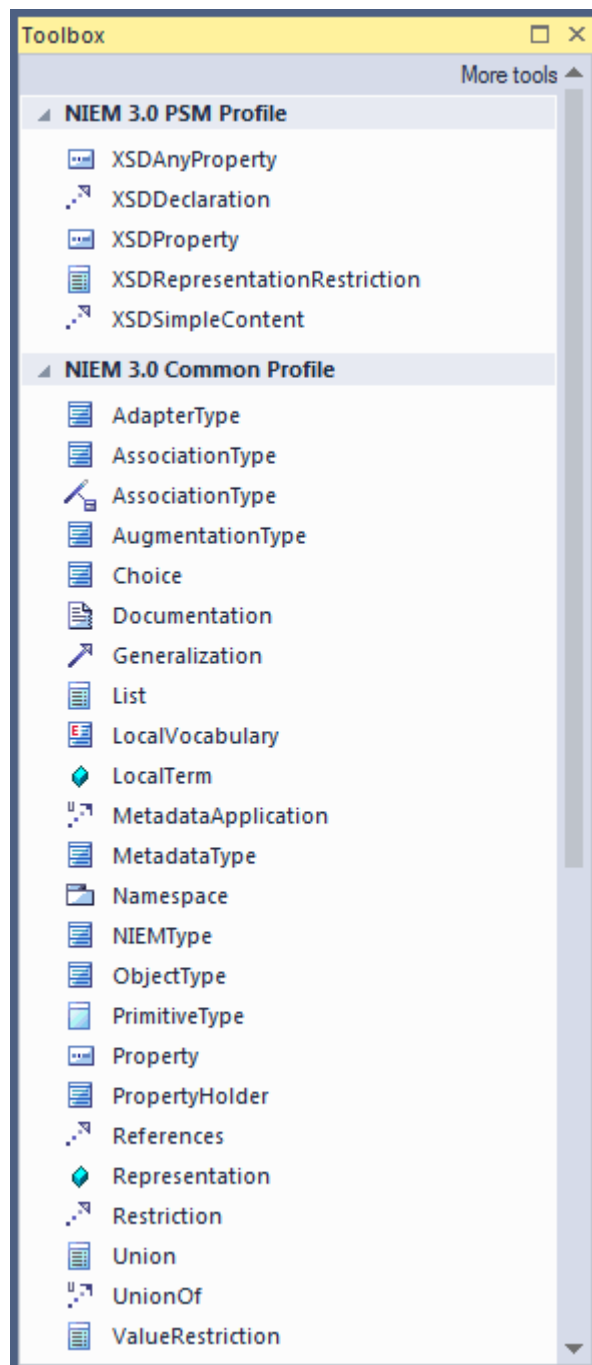 Toolbox
More tools
NIEM 3.0 PSM Profile
XSDAnyProperty
XSDDeclaration
XSDProperty
XSDRepresentationRestriction
XSDSimpleContent
NIEM 3.0 Common Profile
AdapterType
AssociationType
AssociationType
AugmentationType
Choice
Documentation
Generalization
List
LocalVocabulary
LocalTerm
MetadataApplication
MetadataType
Namespace
NIEMType
ObjectType
PrimitiveType
Property
PropertyHolder
References
Representation
Restriction
Union
UnionOf
ValueRestriction